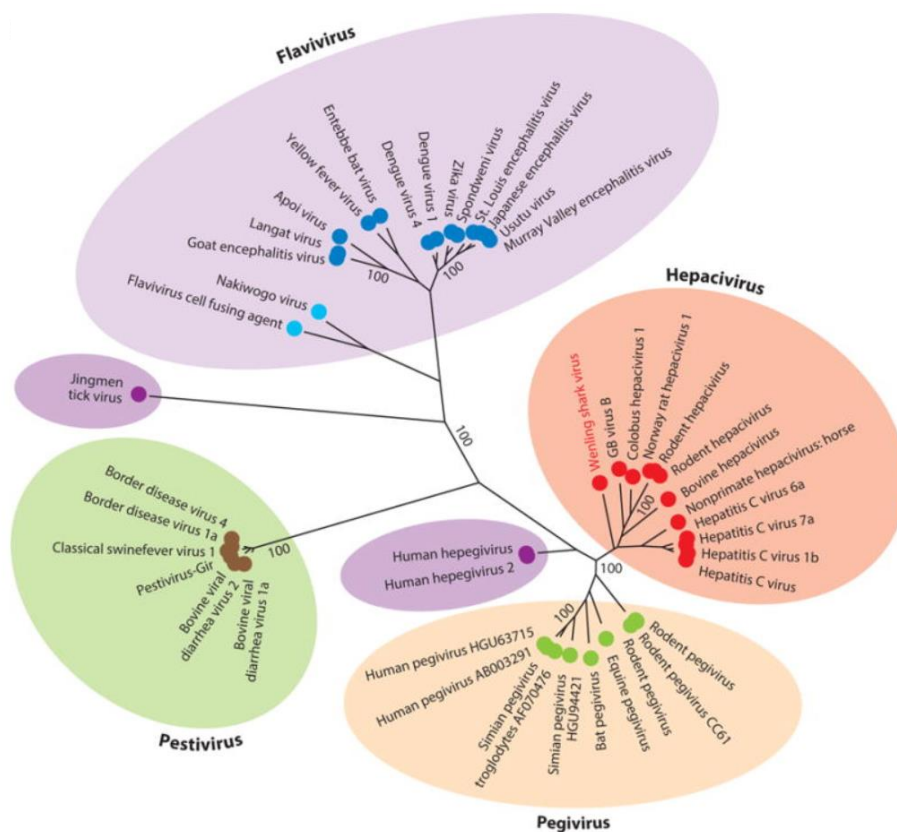 Flavivirus
Entebbe bat virus
Yellow fever virus
Apoi virus
Langat virus
Goat encephalitis virus
Dengue virus 4
Dengue virus 1
Zika virus
Spondweni virus
St. Louis encephalitis virus
Japanese encephalitis virus
Usutu virus
Murray Valley encephalitis virus
100
100
Nakiwogo virus
Flavivirus cell fusing agent
Jingmen
tick virus
100
Hepacivirus
Wenling shark virus
GB virus B
Colobus hepacivirus 1
Norway rat hepacivirus 1
Rodent hepacivirus
Rodent hepacivirus
Bovine hepacivirus
Nonprimate hepacivirus: horse
Hepatitis C virus 6a
Hepatitis C virus 7a
Hepatitis C virus 1b
Hepatitis C virus
100
100
Border disease virus 4
Border disease virus 1a
Classical swinefever virus 1
Pestivirus-Gir
Bovine viral
diarrhea virus 2
Bovine viral
diarrhea virus 1a
100
Pestivirus
Human hepegivirus
Human hepegivirus 2
100
Human pegivirus HGU63715
Human pegivirus AB003291
Simian pegivirus
troglodytes AF070476
Simian pegivirus
HGU94421
Bat pegivirus
Equine pegivirus
Rodent pegivirus
Rodent pegivirus CC61
Rodent pegivirus
Pegivirus